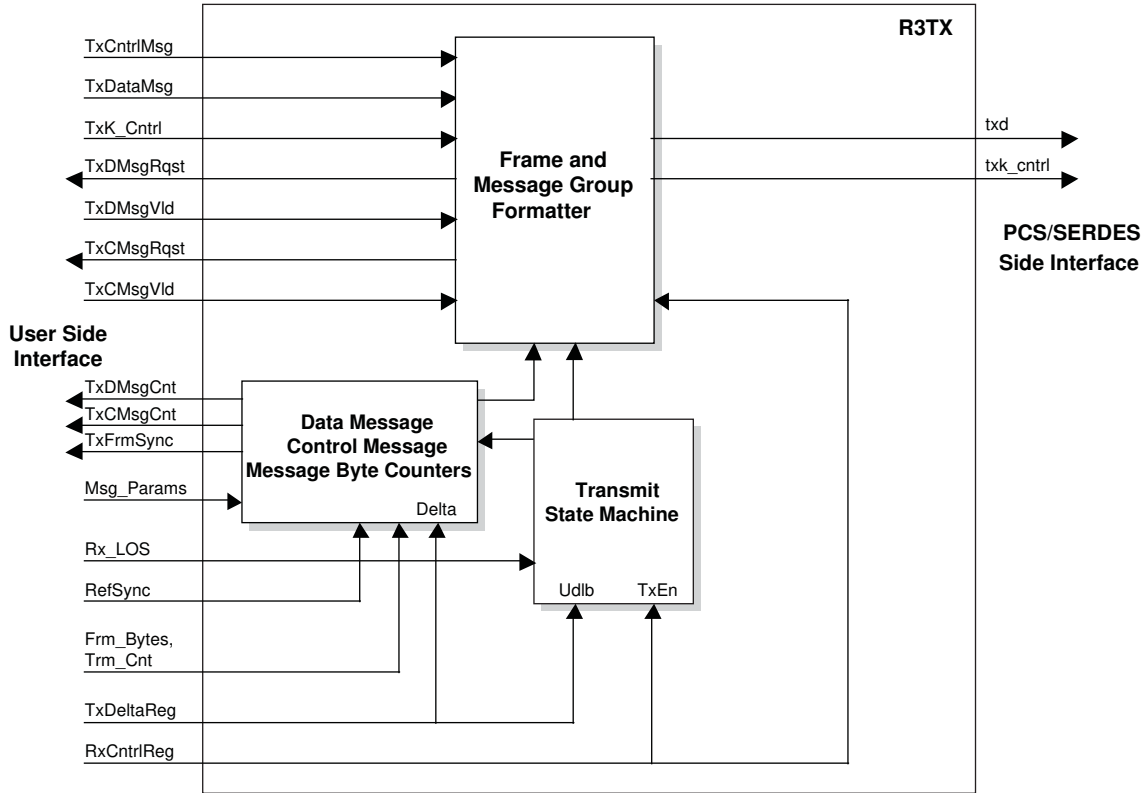 R3TX
TxCntrlMsg
TxDataMsg
TxK_Cntrl
TxDMsgRqst
TxDMsgVld
TxCMsgRqst
TxCMsgVld
Frame and
Message Group
Formatter
txd
txk_cntrl
PCS/SERDES
Side Interface
User Side
Interface
TxDMsgCnt
TxCMsgCnt
TxFrmSync
Msg_Params
Data Message
Control Message
Message Byte Counters
Delta
Transmit
State Machine
Udlb
TxEn
Rx_LOS
RefSync
Frm_Bytes,
Trm_Cnt
TxDeltaReg
RxCntrlReg